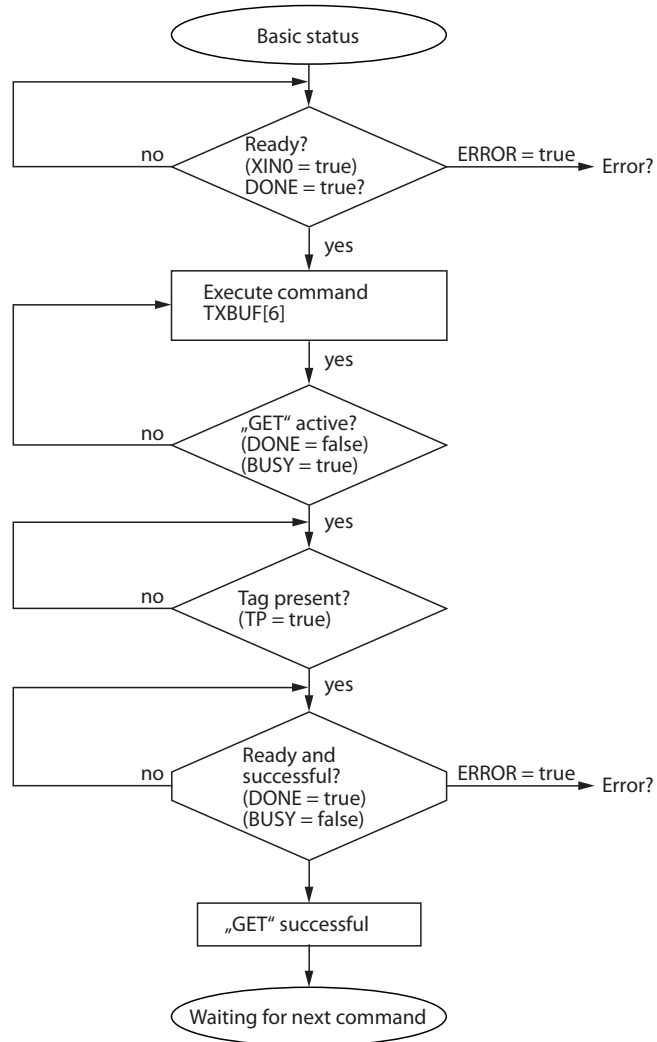 Basic status
Ready?
(XIN0 = true)
DONE = true?
no
ERROR = true
Error?
yes
Execute command
TXBUF[6]
yes
„GET“ active?
(DONE = false)
(BUSY = true)
no
yes
Tag present?
(TP = true)
no
yes
Ready and
successful?
(DONE = true)
(BUSY = false)
no
ERROR = true
Error?
„GET“ successful
Waiting for next command